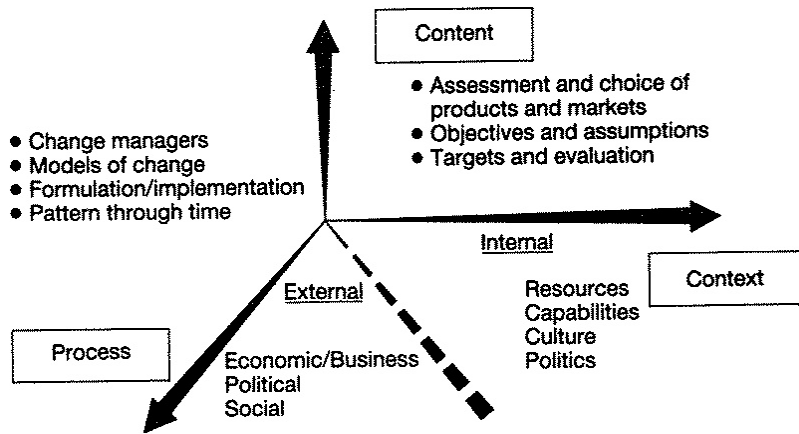 Content
● Assessment and choice of
products and markets
● Objectives and assumptions
● Targets and evaluation
● Change managers
● Models of change
● Formulation/implementation
● Pattern through time
Internal
Context
Resources
Capabilities
Culture
Politics
External
Process
Economic/Business
Political
Social